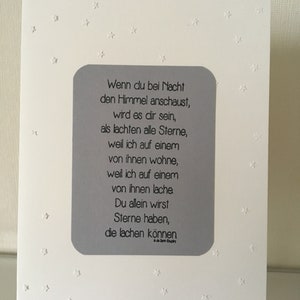 Wenn du bei Nacht
den Himmel anschaust,
wird es dir sein,
als lachten alle Sterne,
weil ich auf einem
von ihnen wohne,
weil ich auf einem
von ihnen lache.
Du allein wirst
Sterne haben,
die lachen können.